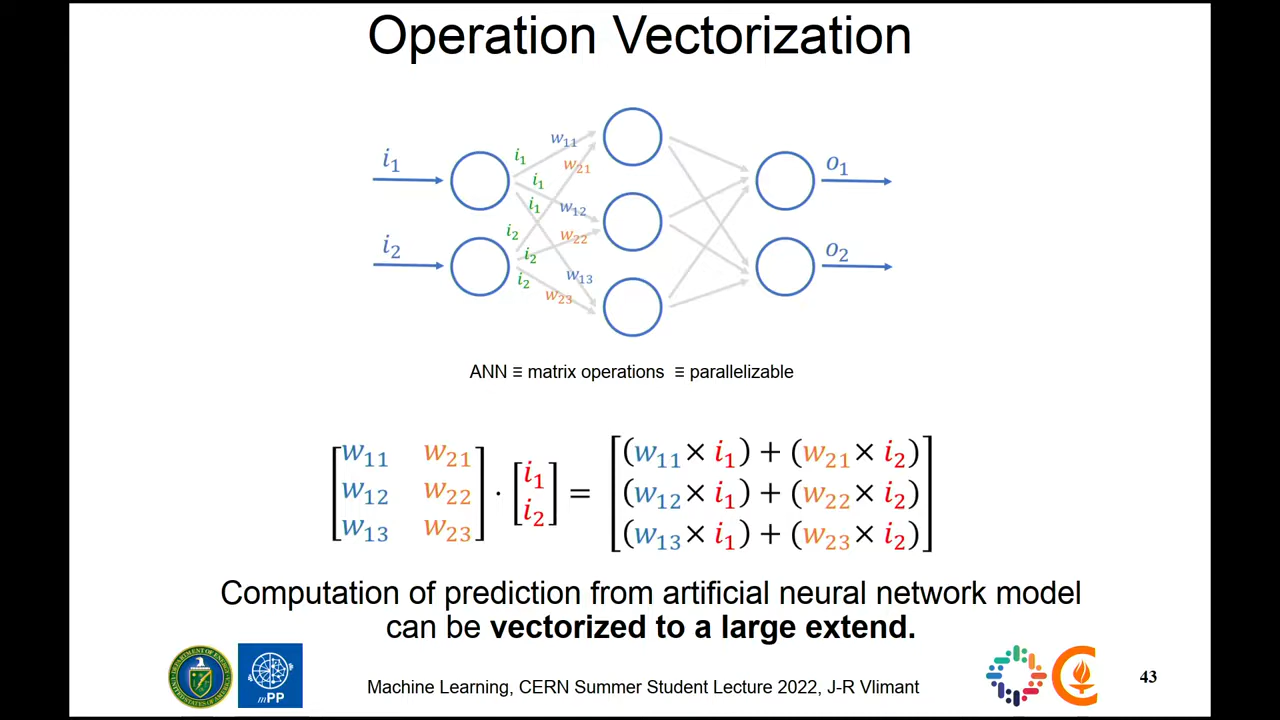 Operation Vectorization
i₁ i₁ w₁₁ w₂₁ o₁
i₁
i₁ w₁₂
i₂ i₂ w₂₂ o₂
i₂
i₂ w₁₃
w₂₃
ANN ≡ matrix operations ≡ parallelizable
[w₁₁ w₂₁] [(w₁₁ × i₁) + (w₂₁ × i₂)]
[w₁₂ w₂₂] · [i₁ i₂] = [(w₁₂ × i₁) + (w₂₂ × i₂)]
[w₁₃ w₂₃] [(w₁₃ × i₁) + (w₂₃ × i₂)]
Computation of prediction from artificial neural network model
can be vectorized to a large extend.
mPP
Machine Learning, CERN Summer Student Lecture 2022, J-R Vlimant
43